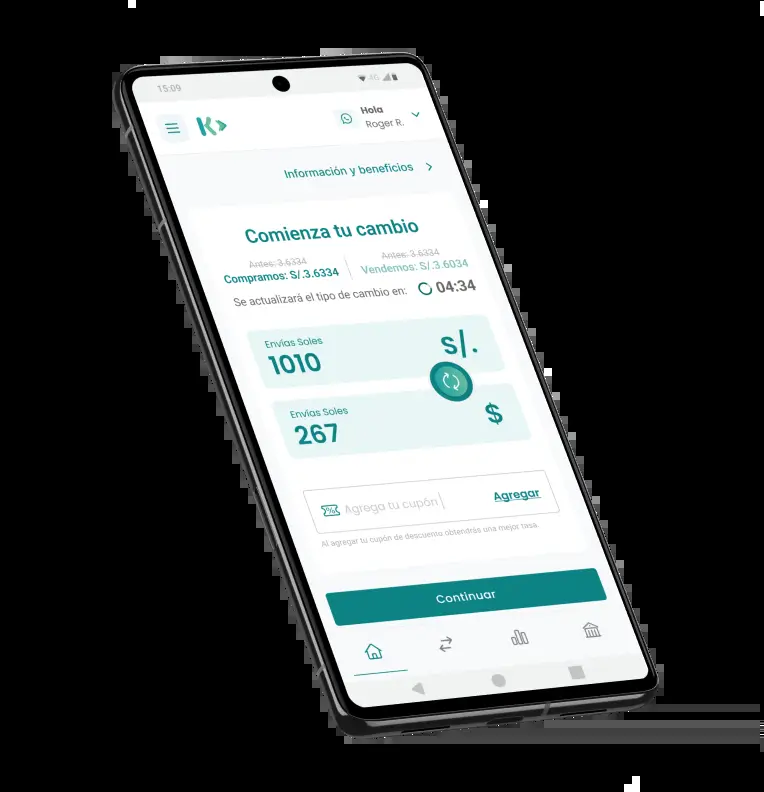 15:09
4G
K
Hola
Roger R.
Información y beneficios
Comienza tu cambio
Antes: 3.6334
Antes: 3.6334
Compramos: S/.3.6334
Vendemos: S/.3.6034
Se actualizará el tipo de cambio en: 04:34
Envías Soles
1010
S/.
Envías Soles
267
$
% Agrega tu cupón
Agregar
Al agregar tu cupón de descuento obtendrás una mejor tasa.
Continuar